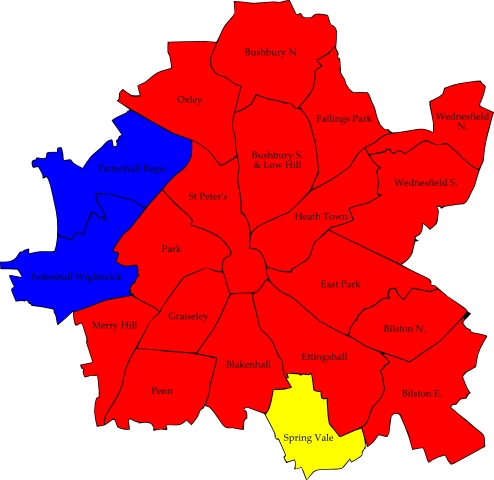 Bushbury N.
Oxley
Fallings Park
Wednesfield
N.
Bushbury S.
& Low Hill
Tettenhall Regis
Wednesfield S.
St Peter's
Heath Town
Park
Tettenhall Wightwick
East Park
Graiseley
Merry Hill
Bilston N.
Ettingshall
Blakenhall
Penn
Bilston E.
Spring Vale